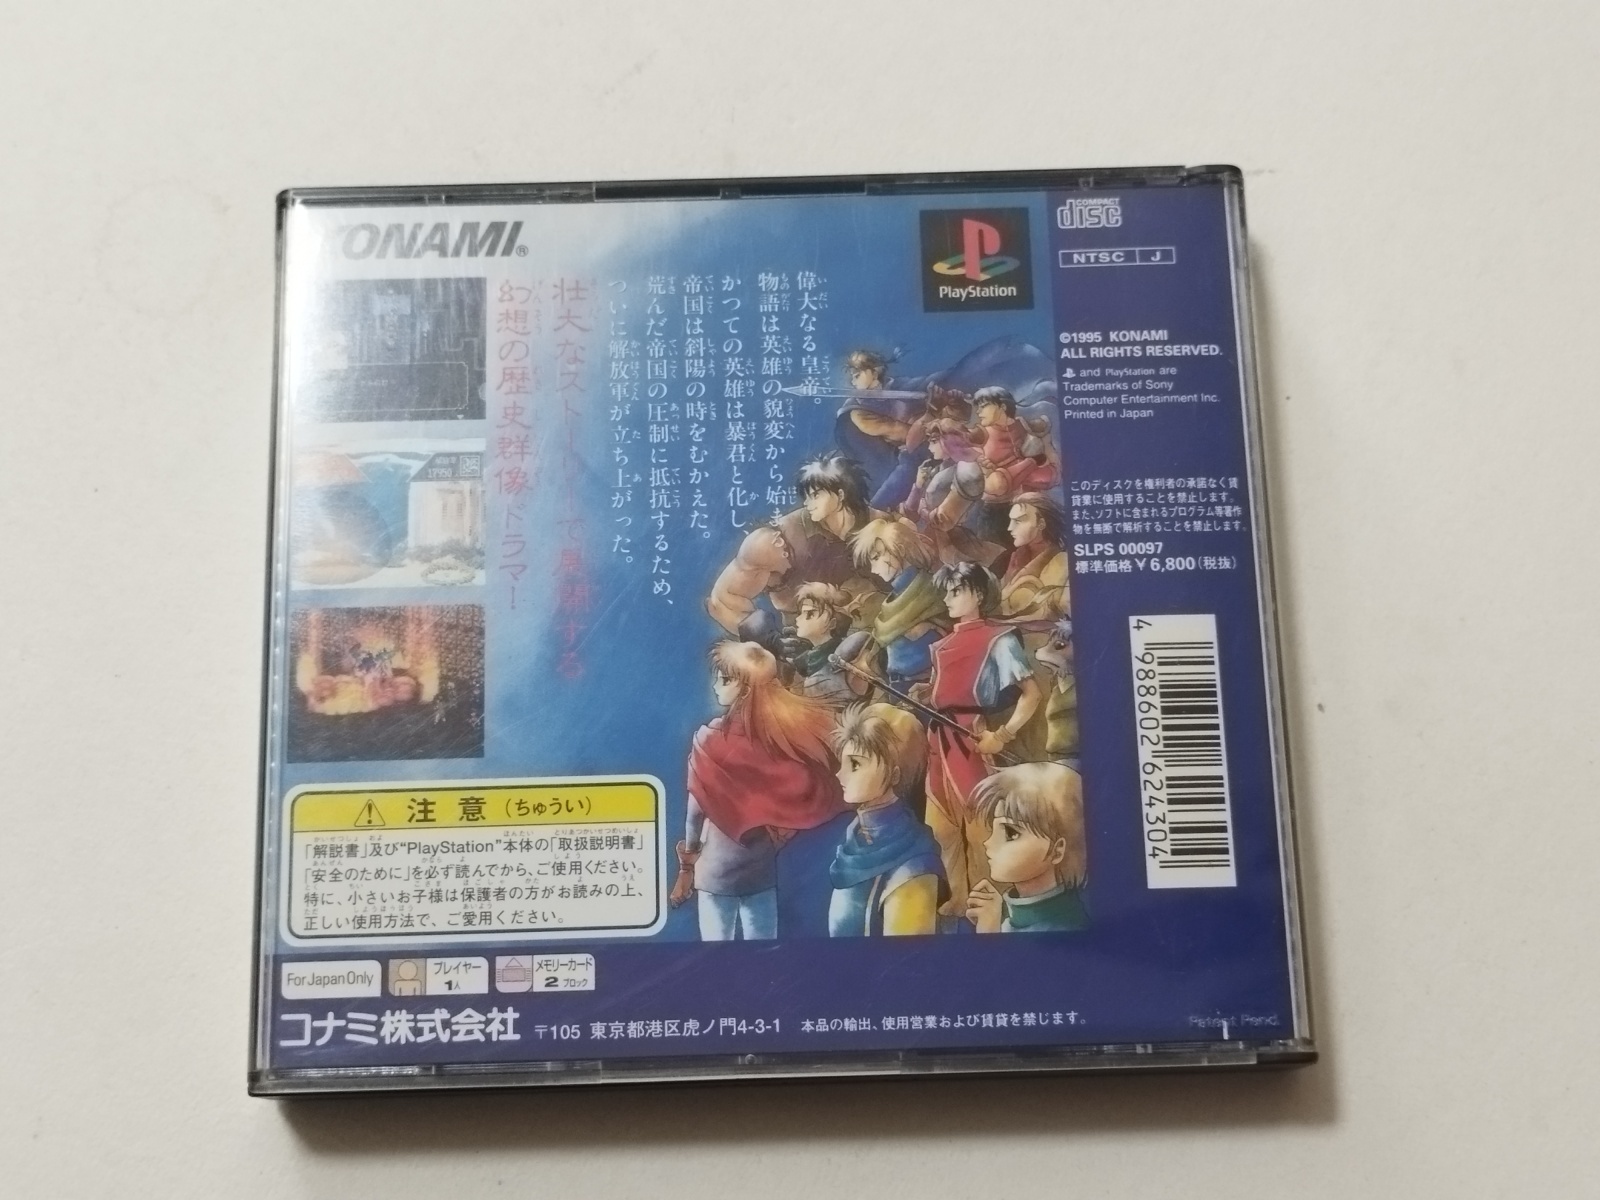 KONAMI®
壮大なストーリーで展開する
幻想の歴史群像ドラマ!
偉大なる皇帝。
物語は英雄の貌変から始まる
かつての英雄は暴君と化し、
帝国は斜陽の時をむかえた。
荒んだ帝国の圧制に抵抗するため、
ついに解放軍が立ち上がった。
PlayStation
COMPACT
disc
NTSC J
©1995 KONAMI
ALL RIGHTS RESERVED.
and PlayStation are
Trademarks of Sony
Computer Entertainment Inc.
Printed in Japan
このディスクを権利者の承諾なく賃
貸業に使用することを禁止します。
また、ソフトに含まれるプログラム等著作
物を無断で解析することを禁止します。
SLPS 00097
標準価格¥6,800(税抜)
4 988602 624304
注意(ちゅうい)
「解説書」及び“PlayStation”本体の「取扱説明書」
「安全のために」を必ず読んでから、ご使用ください。
特に、小さいお子様は保護者の方がお読みの上、
正しい使用方法で、ご愛用ください。
For Japan Only
プレイヤー
1人
メモリーカード
2ブロック
コナミ株式会社 〒105 東京都港区虎ノ門4-3-1 本品の輸出、使用営業および賃貸を禁じます。
Patent Pend.